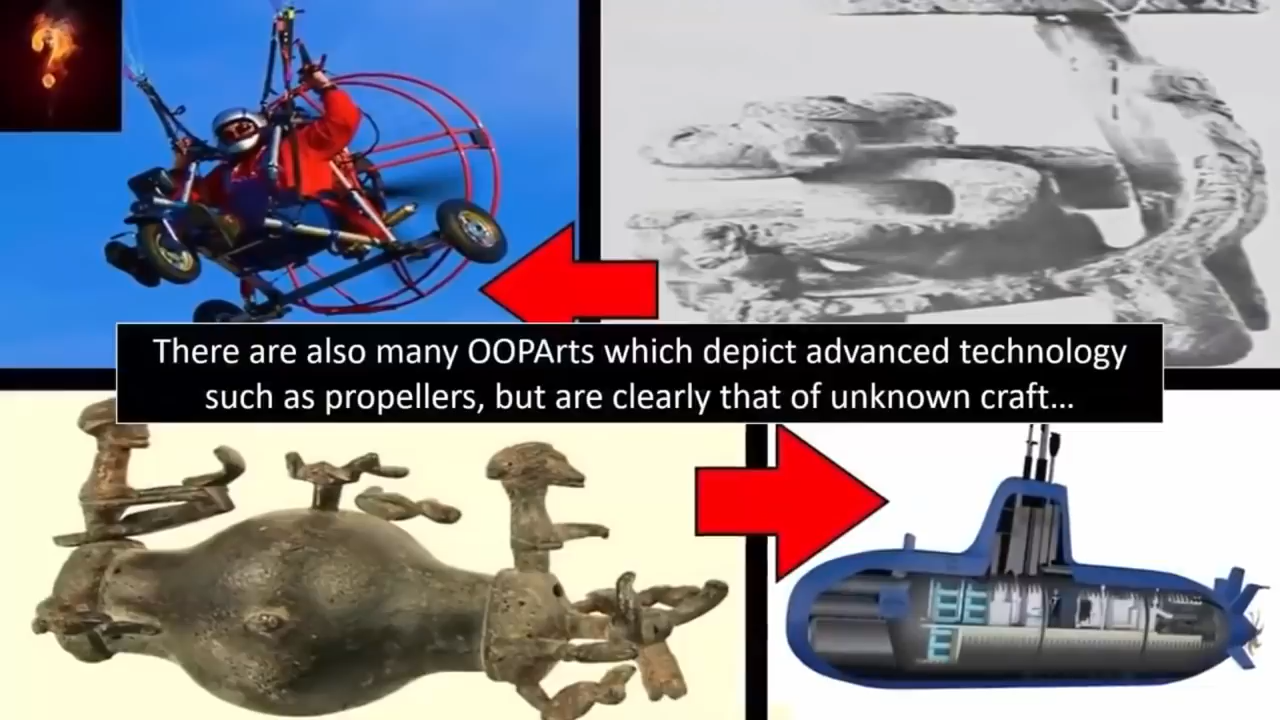 There are also many OOPArts which depict advanced technology
such as propellers, but are clearly that of unknown craft...